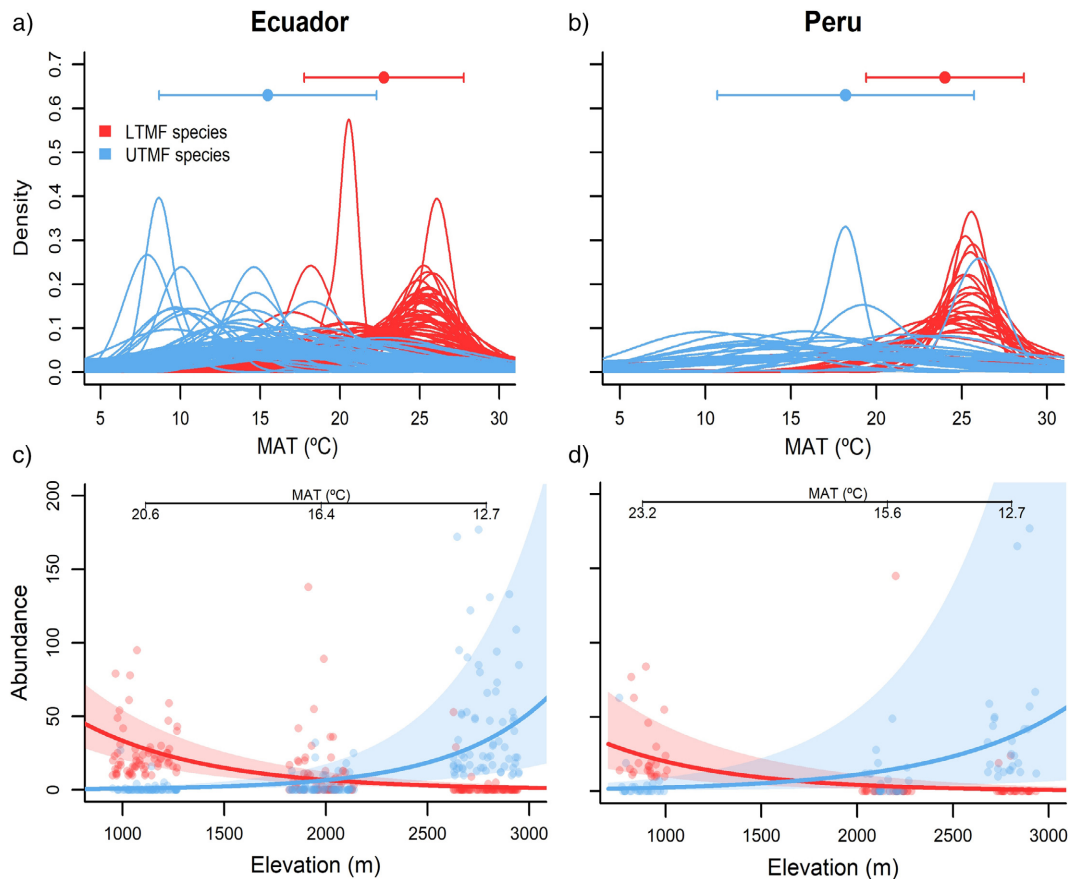 a) Ecuador
b) Peru
0.7
0.6
0.5
0.4
0.3
0.2
0.1
0.0
Density
LTMF species
UTMF species
5 10 15 20 25 30
MAT (ºC)
5 10 15 20 25 30
MAT (ºC)
c)
d)
200
150
100
50
0
Abundance
MAT (ºC)
20.6 16.4 12.7
MAT (ºC)
23.2 15.6 12.7
1000 1500 2000 2500 3000
Elevation (m)
1000 1500 2000 2500 3000
Elevation (m)